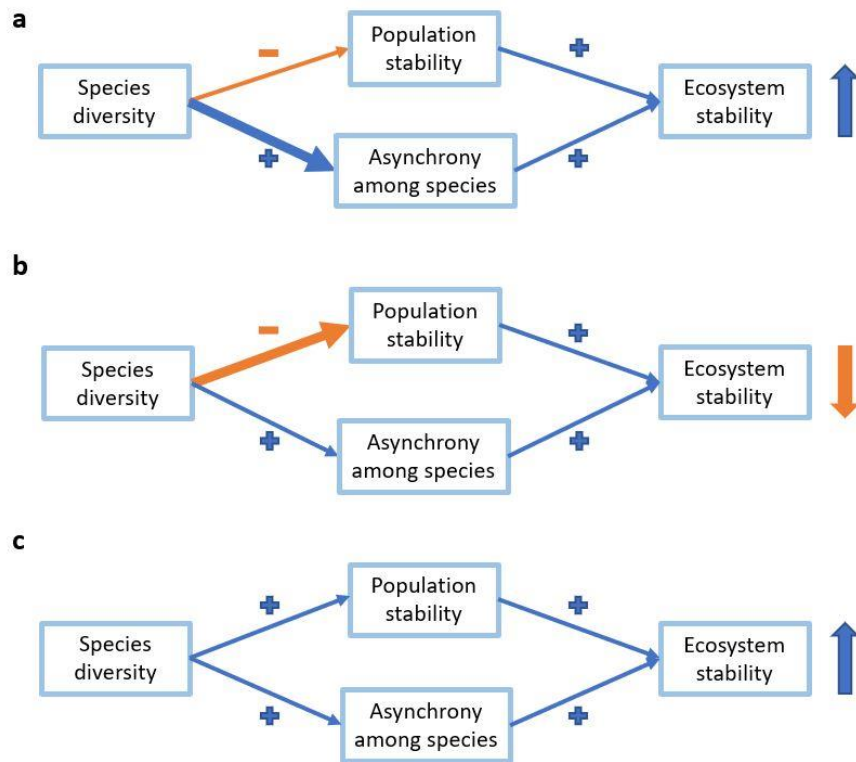 a
Population
stability
Species
diversity
Ecosystem
stability
Asynchrony
among species
b
Population
stability
Species
diversity
Ecosystem
stability
Asynchrony
among species
c
Population
stability
Species
diversity
Ecosystem
stability
Asynchrony
among species